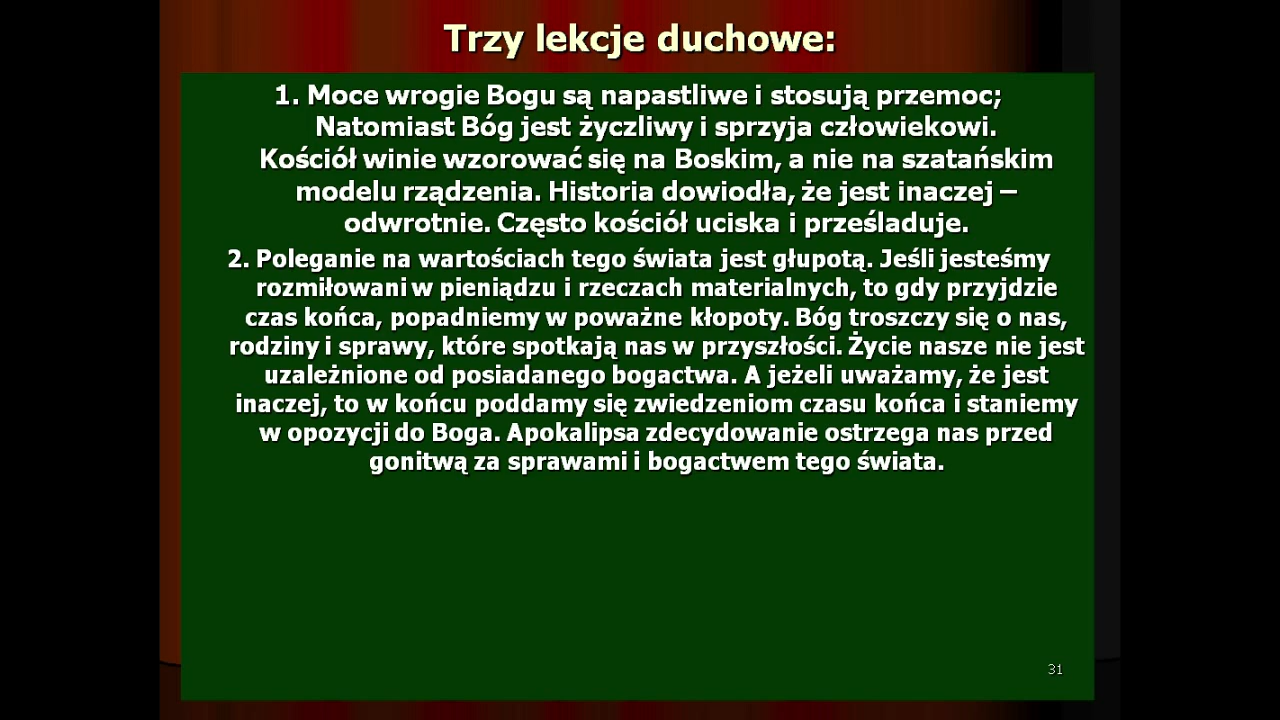 Trzy lekcje duchowe:
1. Moce wrogie Bogu są napastliwe i stosują przemoc;
Natomiast Bóg jest życzliwy i sprzyja człowiekowi.
Kościół winie wzorować się na Boskim, a nie na szatańskim
modelu rządzenia. Historia dowiodła, że jest inaczej –
odwrotnie. Często kościół uciska i prześladuje.
2. Poleganie na wartościach tego świata jest głupotą. Jeśli jesteśmy
rozmiłowani w pieniądzu i rzeczach materialnych, to gdy przyjdzie
czas końca, popadniemy w poważne kłopoty. Bóg troszczy się o nas,
rodziny i sprawy, które spotkają nas w przyszłości. Życie nasze nie jest
uzależnione od posiadanego bogactwa. A jeżeli uważamy, że jest
inaczej, to w końcu poddamy się zwiedzeniom czasu końca i staniemy
w opozycji do Boga. Apokalipsa zdecydowanie ostrzega nas przed
gonitwą za sprawami i bogactwem tego świata.
31